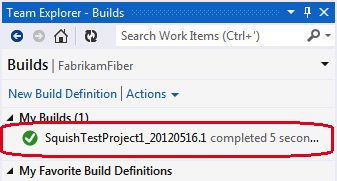 Team Explorer - Builds
Search Work Items (Ctrl+')
Builds | FabrikamFiber
New Build Definition | Actions
My Builds (1)
SquishTestProject1_20120516.1 completed 5 secon...
My Favorite Build Definitions